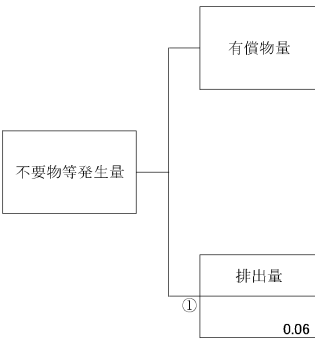 有償物量
不要物等発生量
排出量
①
0.06